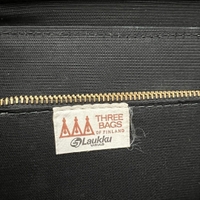 THREE
BAGS
OF FINLAND
Laukku